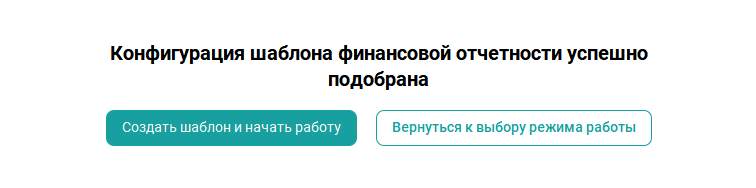 Конфигурация шаблона финансовой отчетности успешно
подобрана
Создать шаблон и начать работу
Вернуться к выбору режима работы